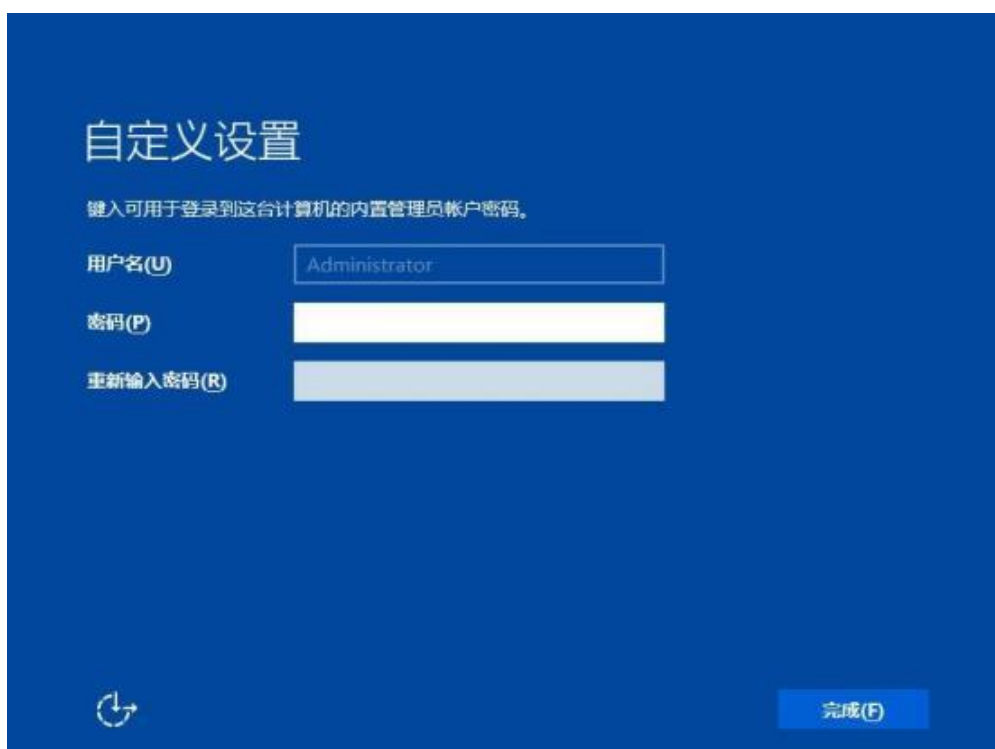 自定义设置
键入可用于登录到这台计算机的内置管理员帐户密码。
用户名(U)
Administrator
密码(P)
重新输入密码(R)
完成(F)